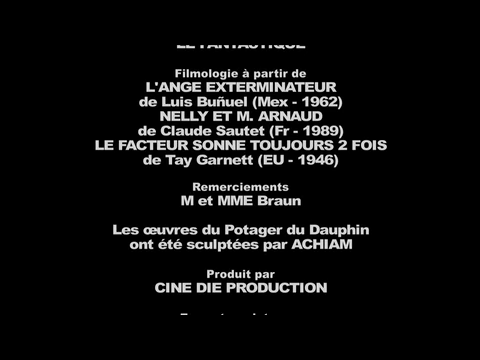 LE FANTASTIQUE
Filmologie à partir de
L'ANGE EXTERMINATEUR
de Luis Buñuel (Mex - 1962)
NELLY ET M. ARNAUD
de Claude Sautet (Fr - 1989)
LE FACTEUR SONNE TOUJOURS 2 FOIS
de Tay Garnett (EU - 1946)
Remerciements
M et MME Braun
Les œuvres du Potager du Dauphin
ont été sculptées par ACHIAM
Produit par
CINE DIE PRODUCTION